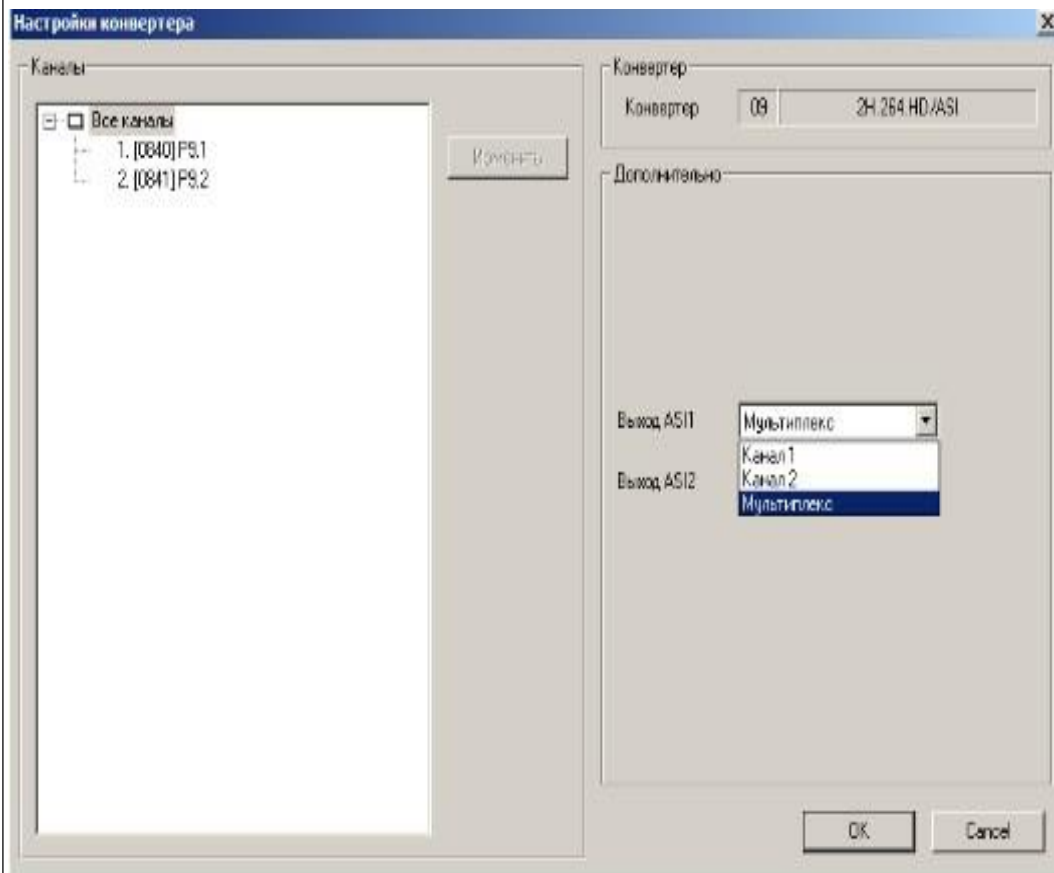 Настройки конвертера
Каналы
Все каналы
1. [0840] P9.1
2. [0841] P9.2
Изменить
Конвертер
Конвертер 09 2H.264.HD/ASI
Дополнительно
Выход ASI1 Мультиплекс
Канал 1
Выход ASI2 Канал 2
Мультиплекс
OK Cancel